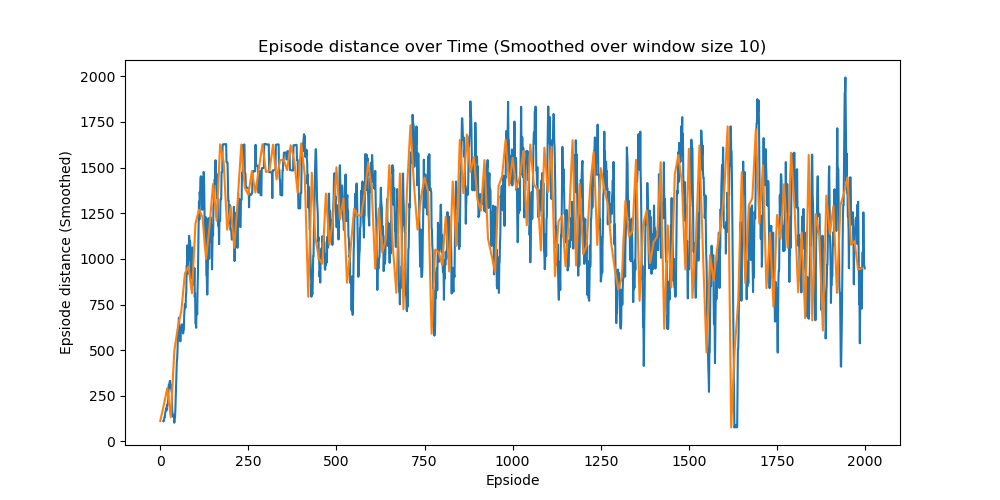 Episode distance over Time (Smoothed over window size 10)
Epsiode distance (Smoothed)
2000
1750
1500
1250
1000
750
500
250
0
0 250 500 750 1000 1250 1500 1750 2000
Epsiode